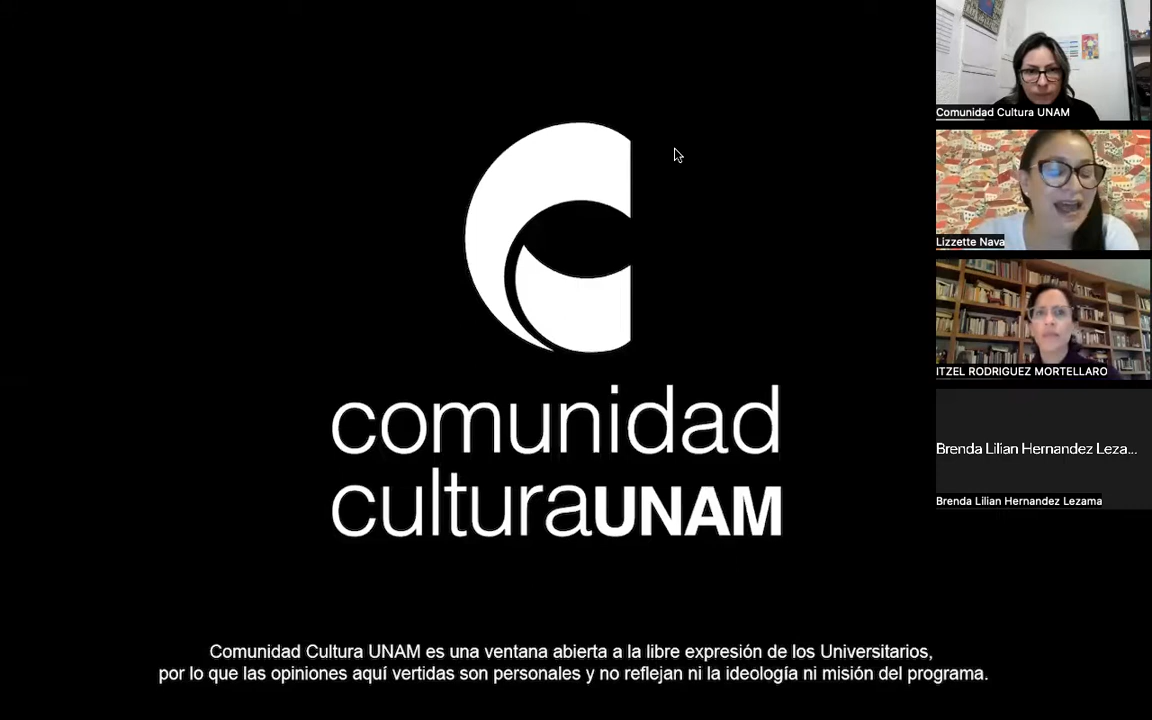 comunidad
culturaUNAM
Comunidad Cultura UNAM es una ventana abierta a la libre expresión de los Universitarios,
por lo que las opiniones aquí vertidas son personales y no reflejan ni la ideología ni misión del programa.
Comunidad Cultura UNAM
Lizzette Nava
ITZEL RODRIGUEZ MORTELLARO
Brenda Lilian Hernandez Leza...
Brenda Lilian Hernandez Lezama